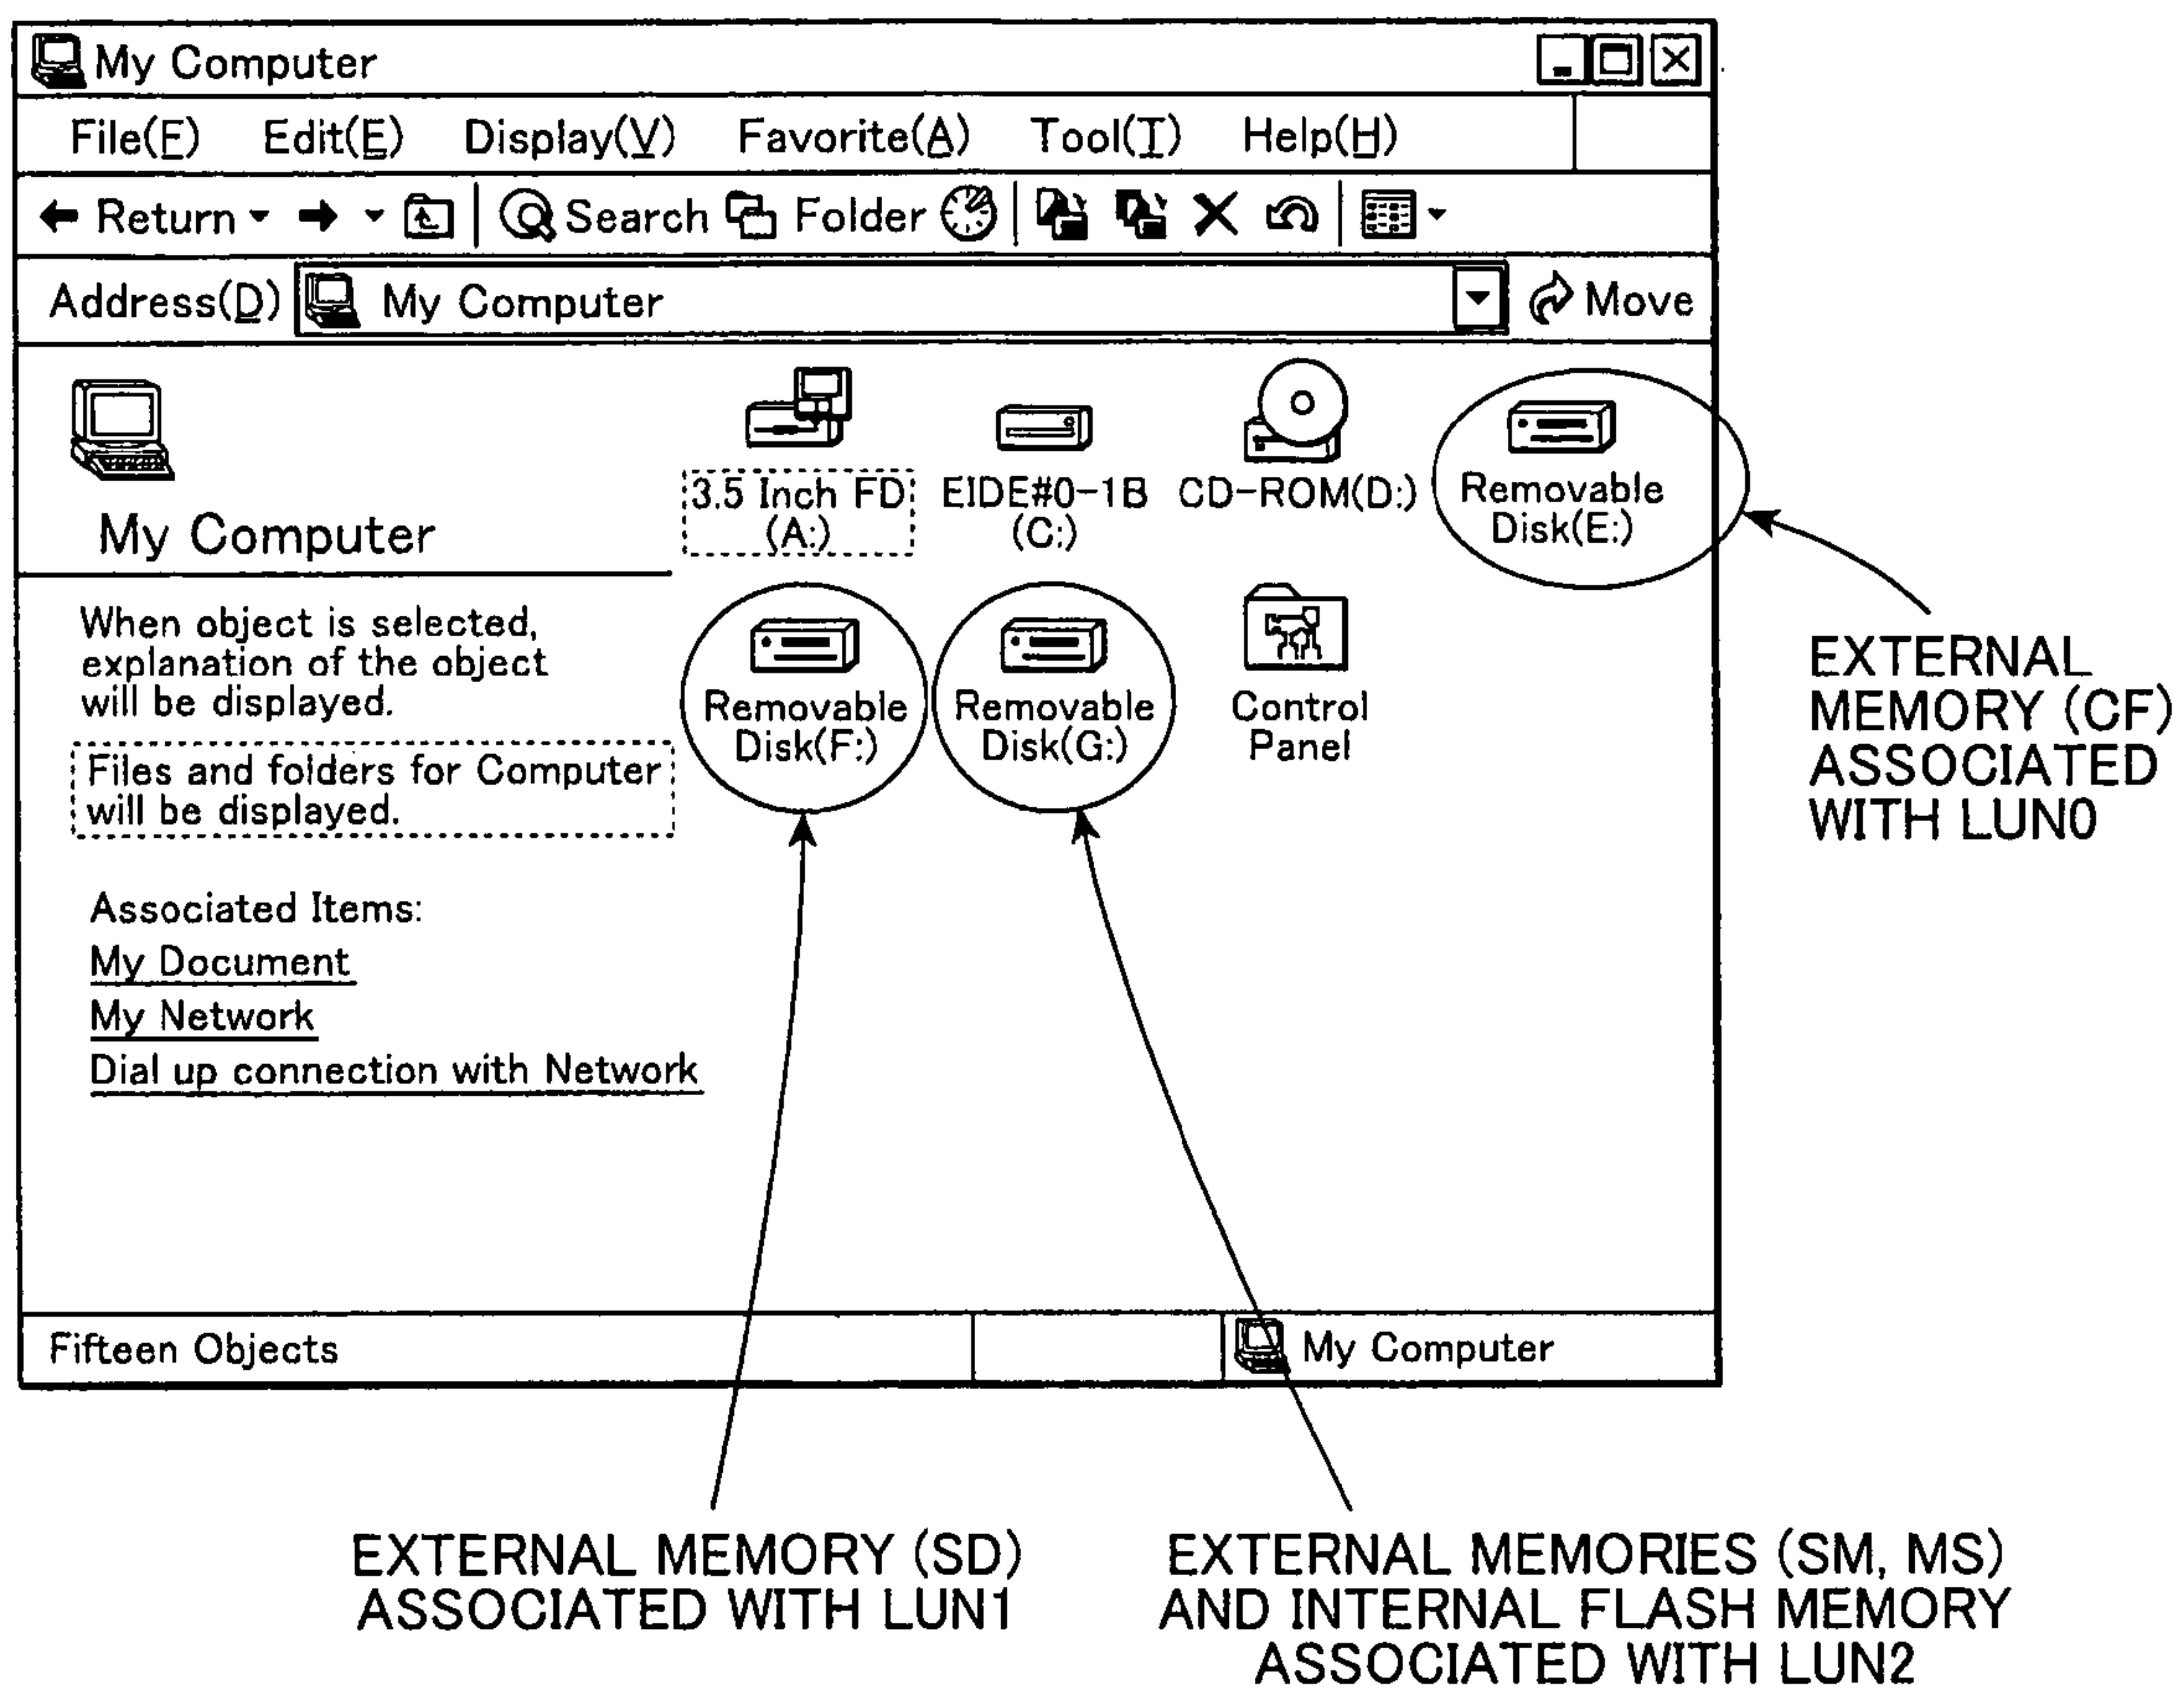 My Computer
File(F) Edit(E) Display(V) Favorite(A) Tool(T) Help(H)
Return Search Folder
Address(D) My Computer Move
My Computer
When object is selected,
explanation of the object
will be displayed.
Files and folders for Computer
will be displayed.
Associated Items:
My Document
My Network
Dial up connection with Network
3.5 Inch FD
(A:)
EIDE#0-1B
(C:)
CD-ROM(D:)
Removable
Disk(E:)
Removable
Disk(F:)
Removable
Disk(G:)
Control
Panel
EXTERNAL
MEMORY (CF)
ASSOCIATED
WITH LUN0
Fifteen Objects
My Computer
EXTERNAL MEMORY (SD)
ASSOCIATED WITH LUN1
EXTERNAL MEMORIES (SM, MS)
AND INTERNAL FLASH MEMORY
ASSOCIATED WITH LUN2